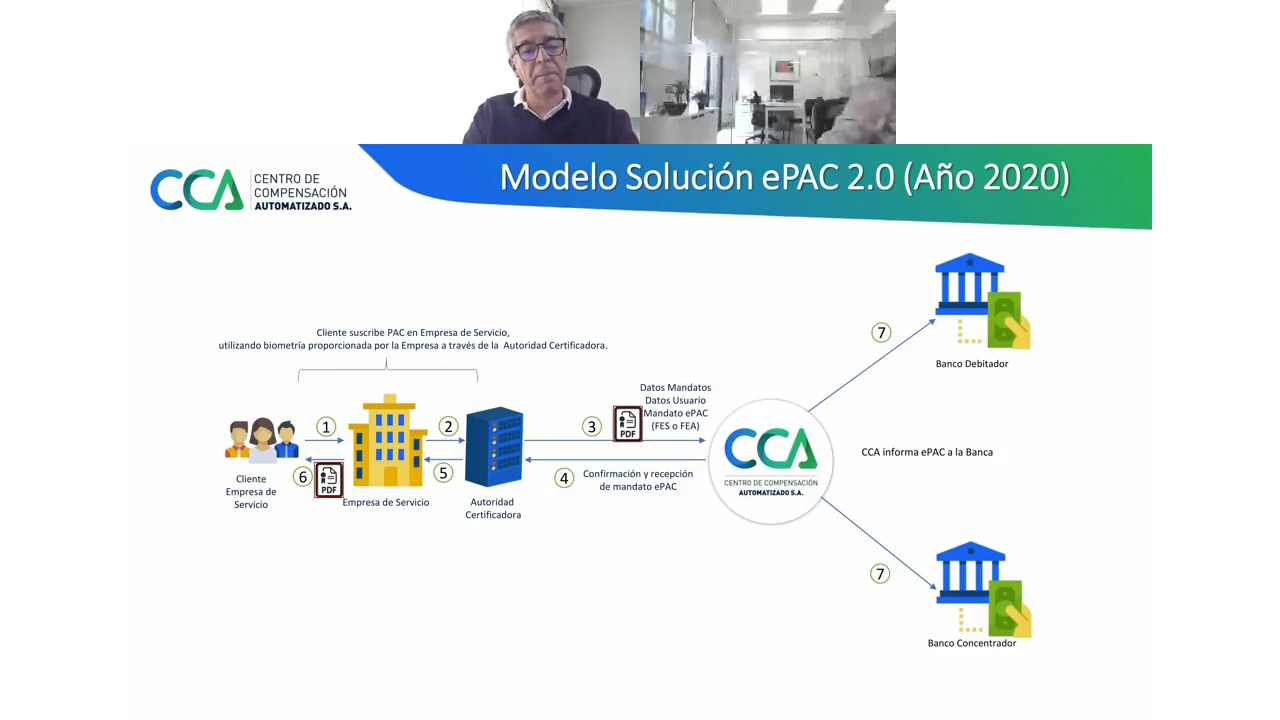 CCA
CENTRO DE
COMPENSACIÓN
AUTOMATIZADO S.A.
Modelo Solución ePAC 2.0 (Año 2020)
Cliente suscribe PAC en Empresa de Servicio,
utilizando biometría proporcionada por la Empresa a través de la Autoridad Certificadora.
1
2
3
Datos Mandatos
Datos Usuario
Mandato ePAC
(FES o FEA)
PDF
6
PDF
5
4
Confirmación y recepción
de mandato ePAC
Cliente
Empresa de
Servicio
Empresa de Servicio
Autoridad
Certificadora
CCA
CENTRO DE COMPENSACIÓN
AUTOMATIZADO S.A.
7
Banco Debitador
CCA informa ePAC a la Banca
7
Banco Concentrador